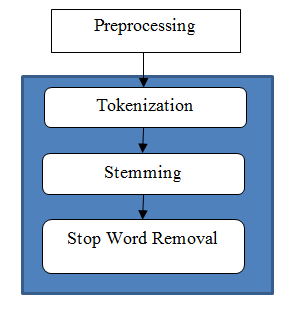 Preprocessing
Tokenization
Stemming
Stop Word Removal